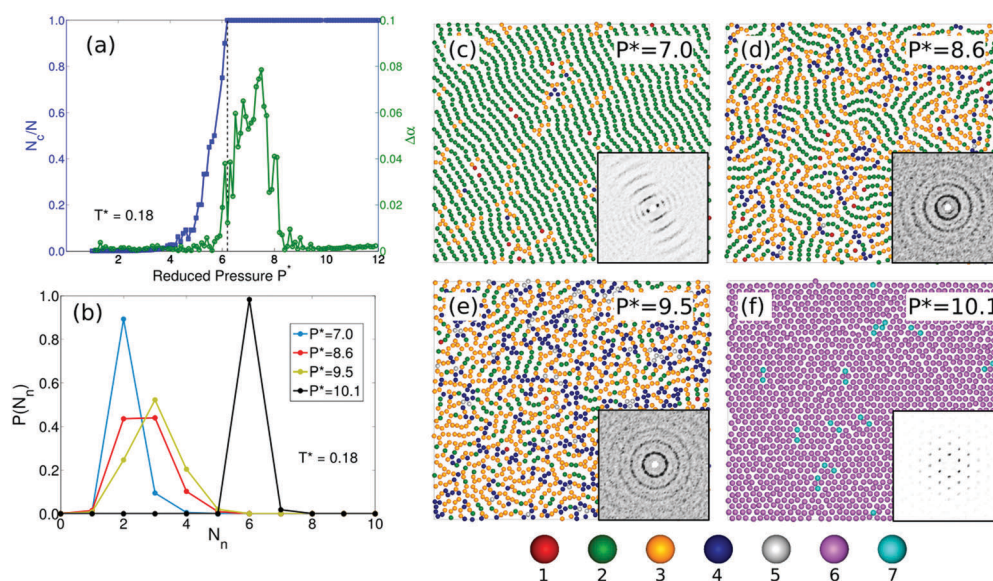 (a)
N_c/N
1.0
0.8
0.6
0.4
0.2
0.0
0.1
0.08
0.06
0.04
0.02
0
Δα
T* = 0.18
2 4 6 8 10 12
Reduced Pressure P*
(b)
P(N_n)
1.0
0.8
0.6
0.4
0.2
0.0
P*=7.0
P*=8.6
P*=9.5
P*=10.1
T* = 0.18
0 2 4 6 8 10
N_n
(c) P*=7.0
(d) P*=8.6
(e) P*=9.5
(f) P*=10.1
1 2 3 4 5 6 7